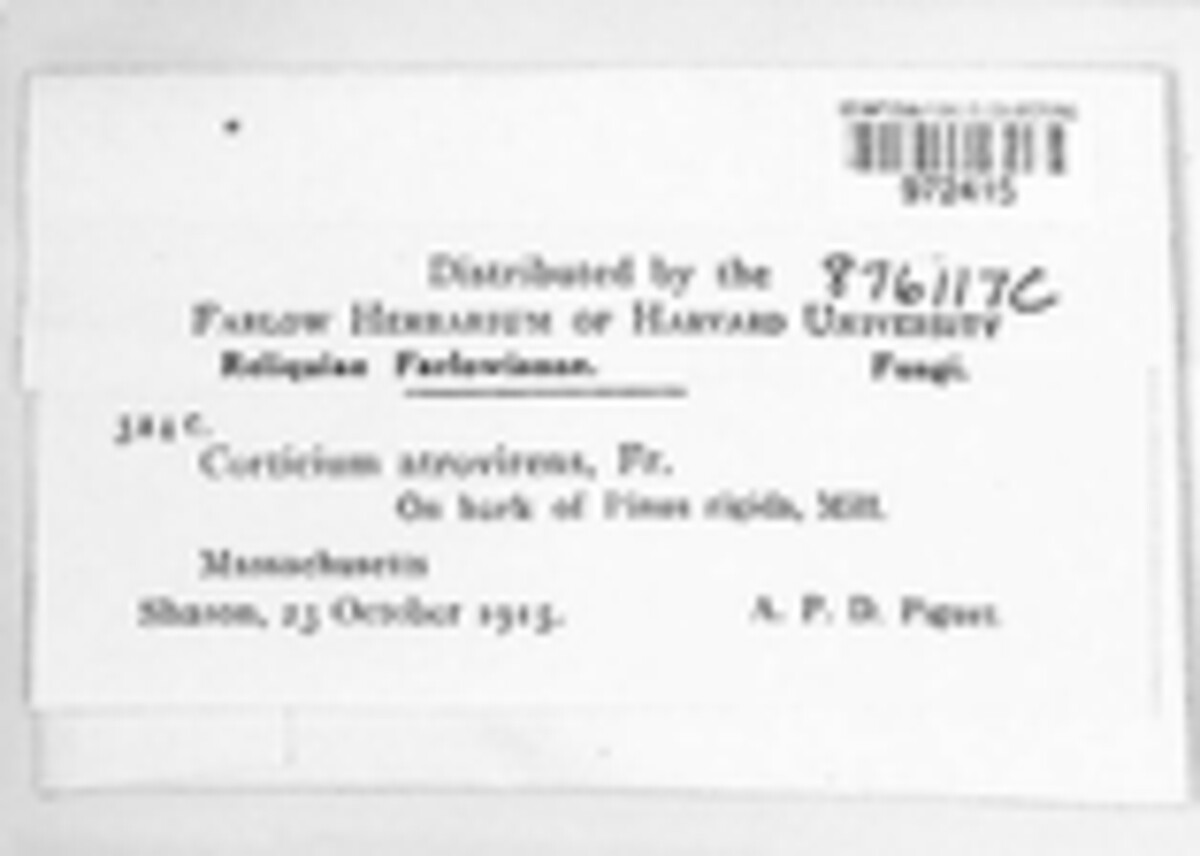 972415
Distributed by the 876117C
FARLOW HERBARIUM OF HARVARD UNIVERSITY
Reliquiae Farlowianae. Fungi.
Corticium atrovirens, Fr.
On bark of Pinus rigida, Mill.
Massachusetts
Sharon, 23 October 1915.
A. P. D. Piguet.